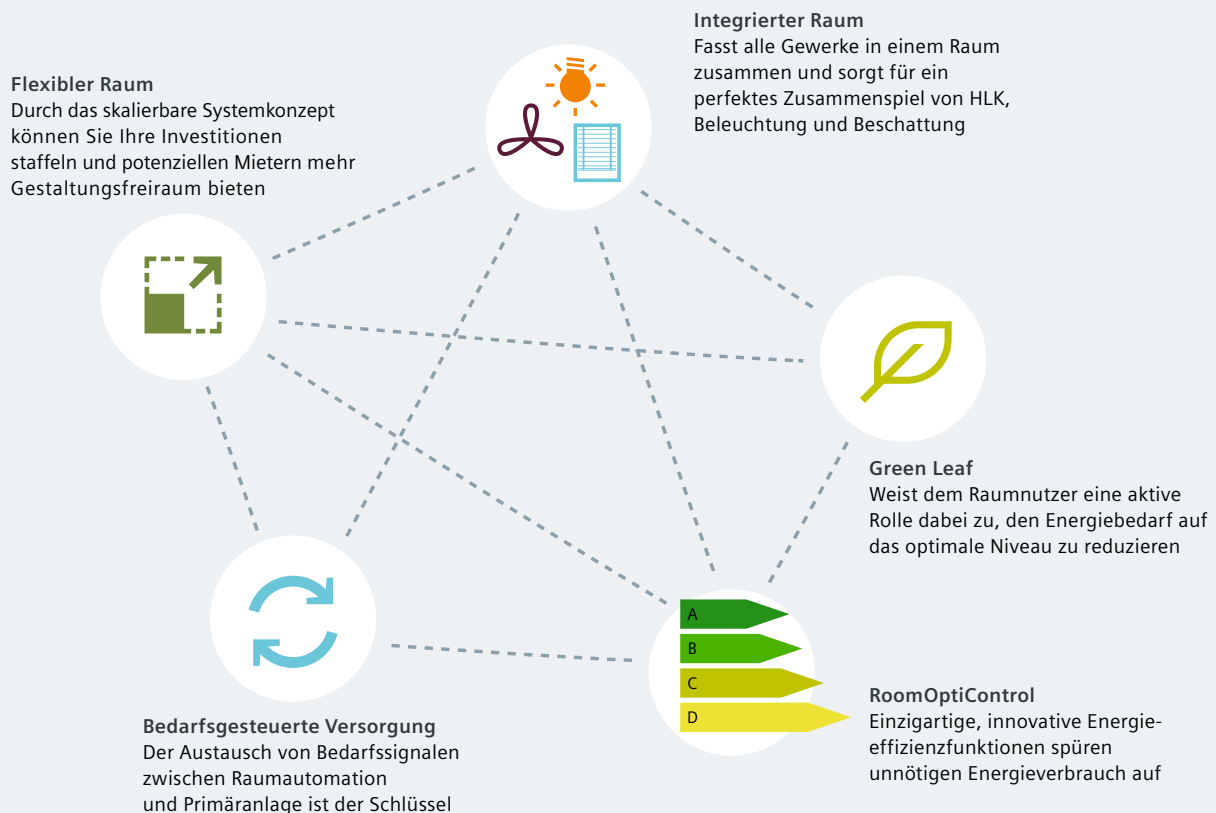 Integrierter Raum
Fasst alle Gewerke in einem Raum
zusammen und sorgt für ein
perfektes Zusammenspiel von HLK,
Beleuchtung und Beschattung
Flexibler Raum
Durch das skalierbare Systemkonzept
können Sie Ihre Investitionen
staffeln und potenziellen Mietern mehr
Gestaltungsfreiraum bieten
Green Leaf
Weist dem Raumnutzer eine aktive
Rolle dabei zu, den Energiebedarf auf
das optimale Niveau zu reduzieren
A
B
C
D
RoomOptiControl
Einzigartige, innovative Energie-
effizienzfunktionen spüren
unnötigen Energieverbrauch auf
Bedarfsgesteuerte Versorgung
Der Austausch von Bedarfssignalen
zwischen Raumautomation
und Primäranlage ist der Schlüssel